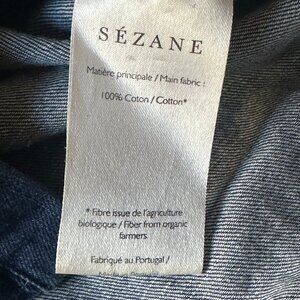 SÉZANE
Matière principale / Main fabric :
100% Coton / Cotton*
* Fibre issue de l'agriculture
biologique / Fiber from organic
farmers
Fabriqué au Portugal /